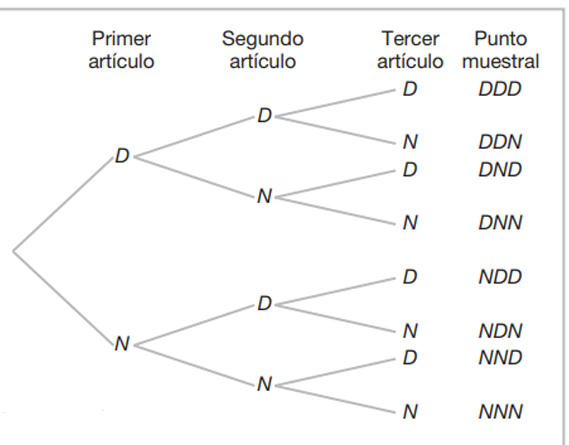 Primer Segundo Tercer Punto
artículo artículo artículo muestral
D DDD
D
N DDN
D
D DND
N
N DNN
D NDD
D
N NDN
N
D NND
N
N NNN